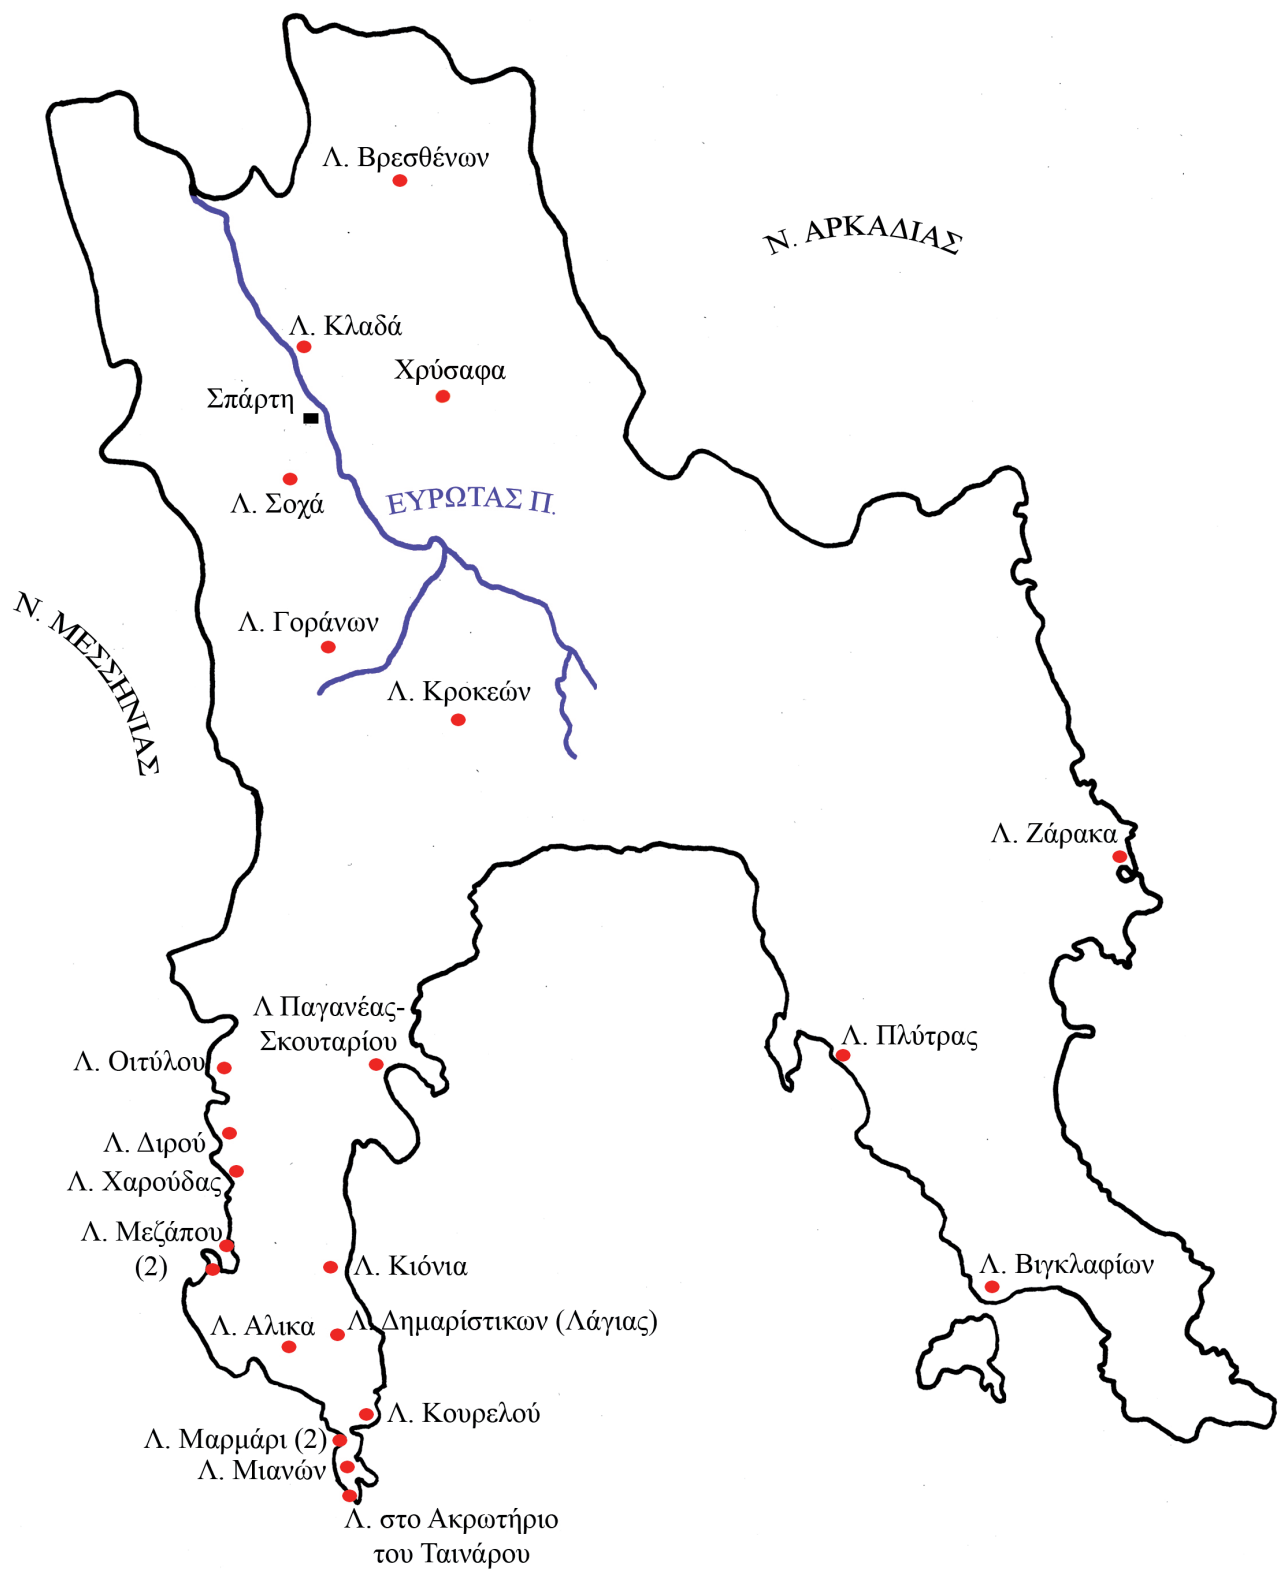 Λ. Βρεσθένων
Ν. ΑΡΚΑΔΙΑΣ
Λ. Κλαδά
Χρύσαφα
Σπάρτη
Λ. Σοχά
ΕΥΡΩΤΑΣ Π.
Ν. ΜΕΣΣΗΝΙΑΣ
Λ. Γοράνων
Λ. Κροκεών
Λ. Ζάρακα
Λ Παγανέας-
Σκουταρίου
Λ. Πλύτρας
Λ. Οιτύλου
Λ. Διρού
Λ. Χαρούδας
Λ. Μεζάπου
(2)
Λ. Κιόνια
Λ. Βιγκλαφίων
Λ. Αλικα
Λ. Δημαρίστικων (Λάγιας)
Λ. Κουρελού
Λ. Μαρμάρι (2)
Λ. Μιανών
Λ. στο Ακρωτήριο
του Ταινάρου